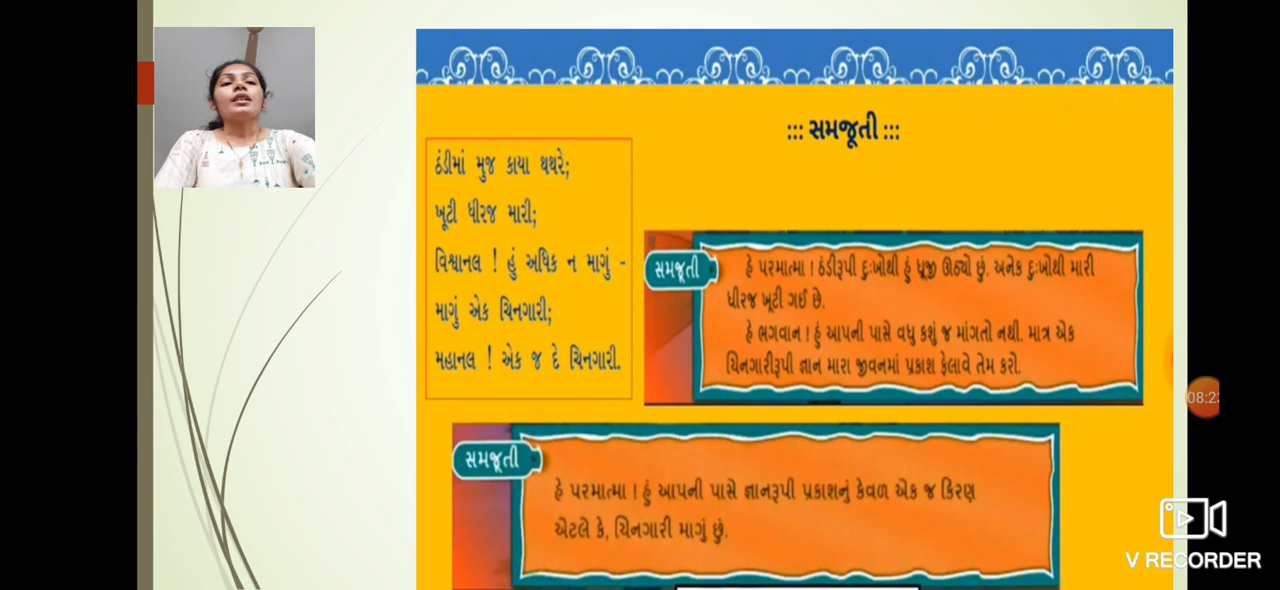 ::: સમજૂતી :::
ઠંડીમાં મુજ કાયા થથરે;
ખૂટી ધીરજ મારી;
વિશ્વાનલ ! હું અધિક ન માગું -
માગું એક ચિનગારી;
મહાનલ ! એક જ દે ચિનગારી.
સમજૂતી
હે પરમાત્મા ! ઠંડીરૂપી દુઃખોથી હું ધ્રૂજી ઊઠ્યો છું. અનેક દુઃખોથી મારી
ધીરજ ખૂટી ગઈ છે.
હે ભગવાન ! હું આપની પાસે વધુ કશું જ માંગતો નથી. માત્ર એક
ચિનગારીરૂપી જ્ઞાન મારા જીવનમાં પ્રકાશ ફેલાવે તેમ કરો.
સમજૂતી
હે પરમાત્મા ! હું આપની પાસે જ્ઞાનરૂપી પ્રકાશનું કેવળ એક જ કિરણ
એટલે કે, ચિનગારી માગું છું.
V RECORDER